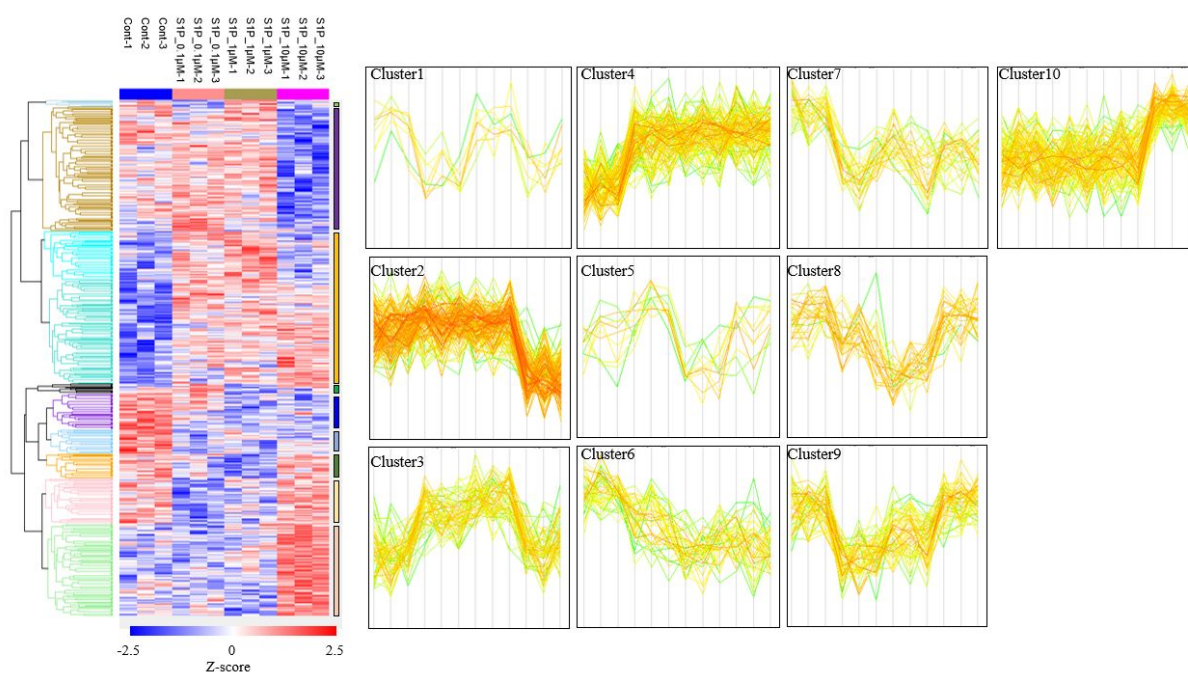 Cont-1
Cont-2
Cont-3
S1P_0.1μM-1
S1P_0.1μM-2
S1P_0.1μM-3
S1P_1μM-1
S1P_1μM-2
S1P_1μM-3
S1P_10μM-1
S1P_10μM-2
S1P_10μM-3
Cluster1
Cluster4
Cluster7
Cluster10
Cluster2
Cluster5
Cluster8
Cluster3
Cluster6
Cluster9
-2.5 0 2.5
Z-score